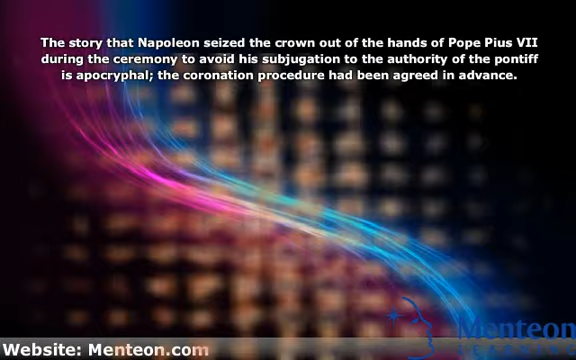 The story that Napoleon seized the crown out of the hands of Pope Pius VII
during the ceremony to avoid his subjugation to the authority of the pontiff
is apocryphal; the coronation procedure had been agreed in advance.
Menteon
Website: Menteon.com